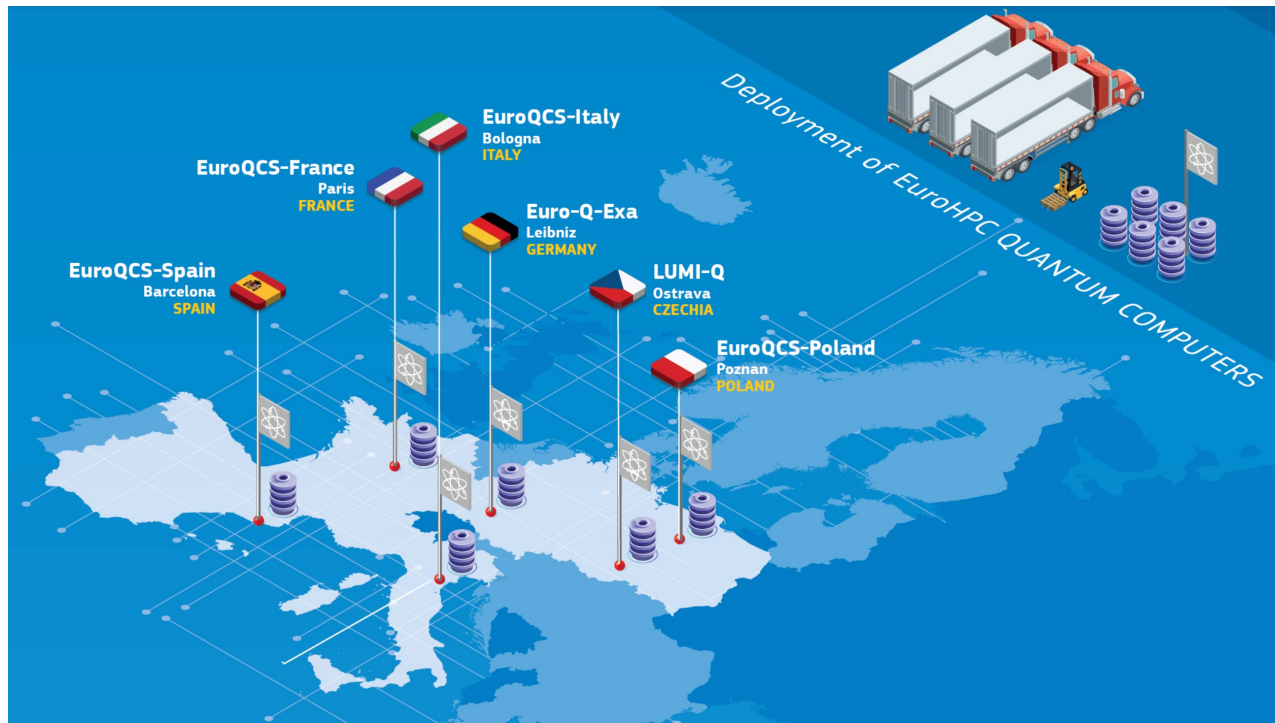 Deployment of EuroHPC QUANTUM COMPUTERS
EuroQCS-Italy
Bologna
ITALY
EuroQCS-France
Paris
FRANCE
Euro-Q-Exa
Leibniz
GERMANY
EuroQCS-Spain
Barcelona
SPAIN
LUMI-Q
Ostrava
CZECHIA
EuroQCS-Poland
Poznan
POLAND